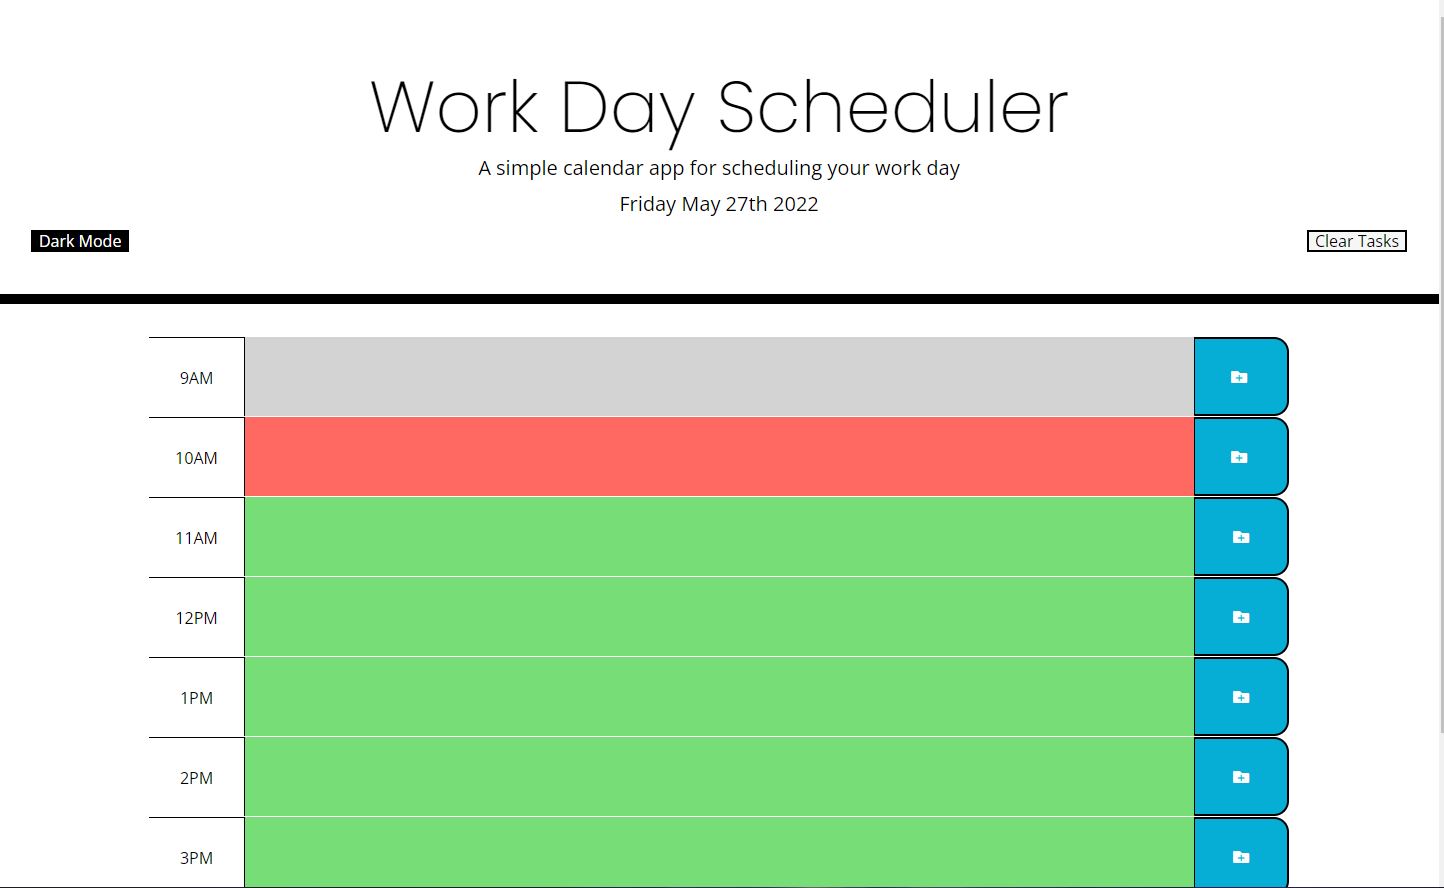 Work Day Scheduler
A simple calendar app for scheduling your work day
Friday May 27th 2022
Dark Mode
Clear Tasks
9AM
10AM
11AM
12PM
1PM
2PM
3PM